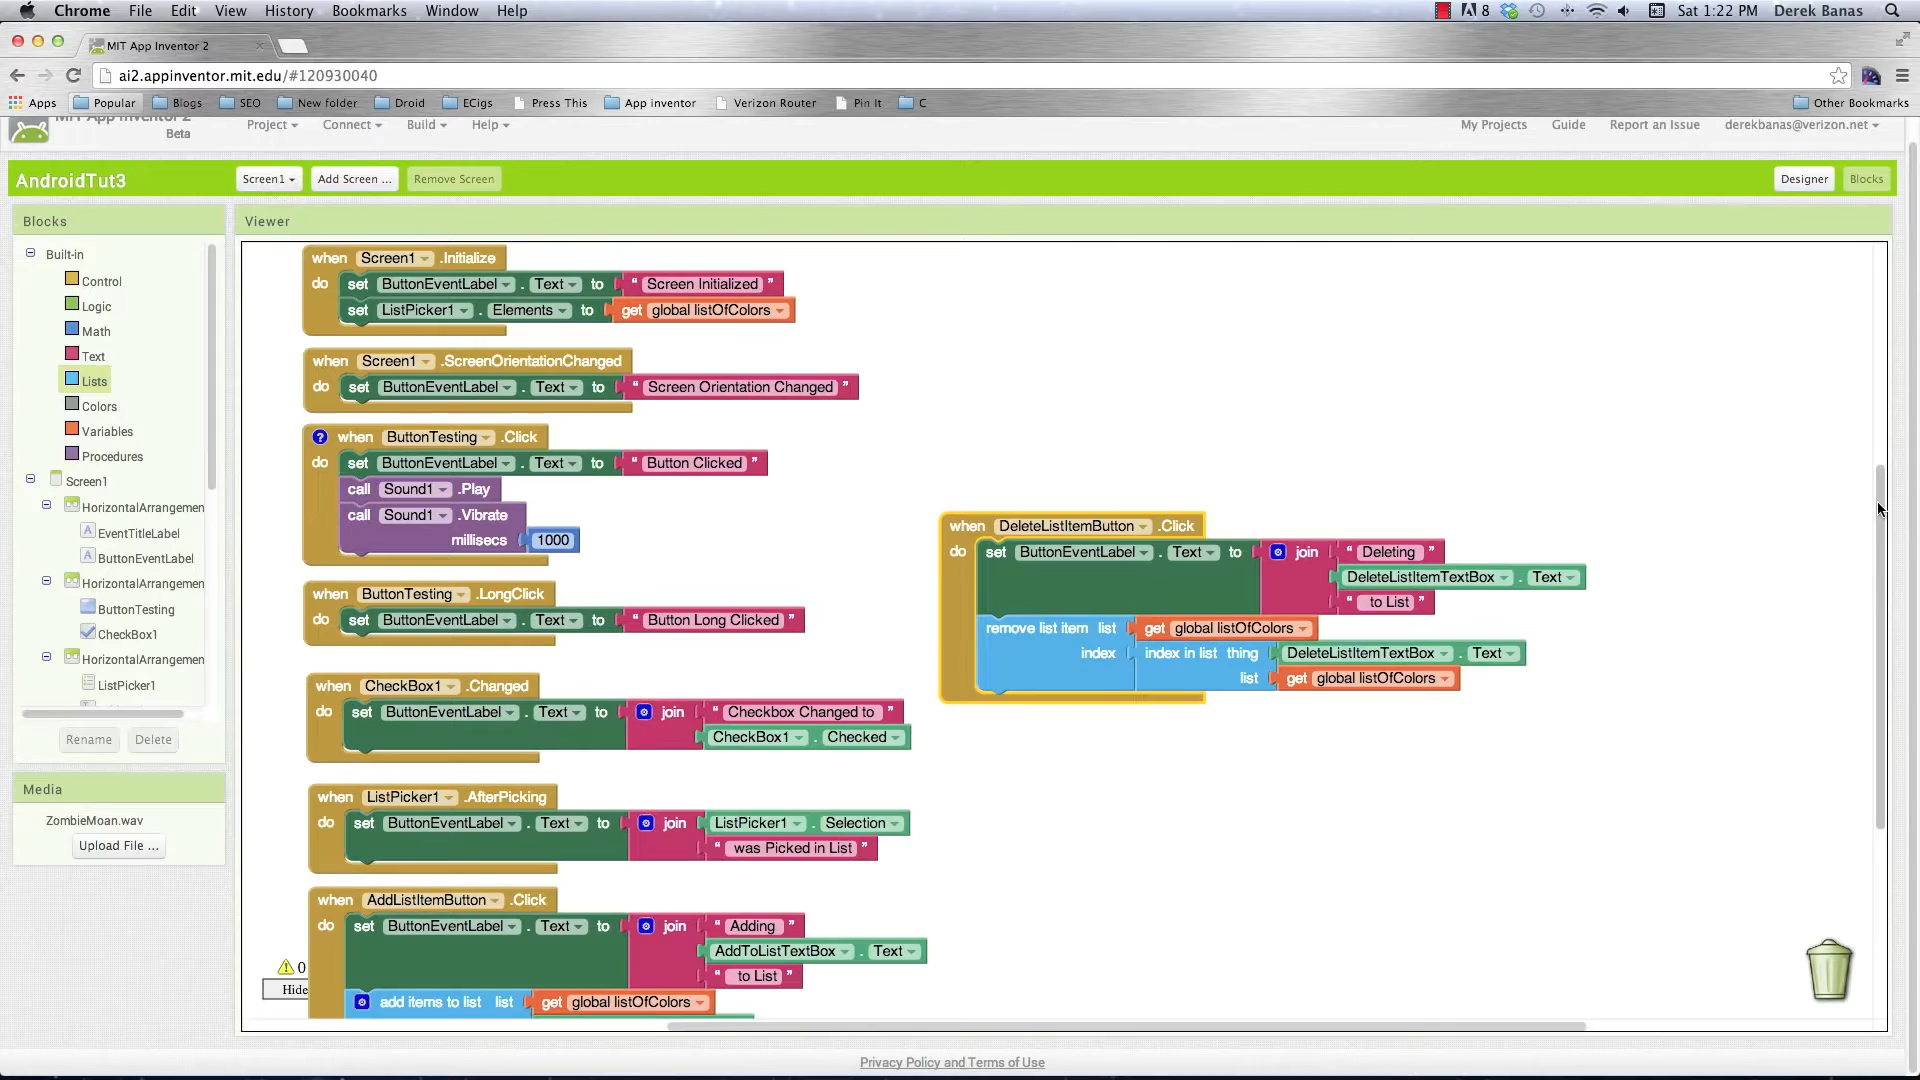 Chrome File Edit View History Bookmarks Window Help
8 Sat 1:22 PM Derek Banas
MIT App Inventor 2
ai2.appinventor.mit.edu/#120930040
Apps Popular Blogs SEO New folder Droid ECigs Press This App inventor Verizon Router Pin It C Other Bookmarks
MIT App Inventor 2
Beta
Project Connect Build Help My Projects Guide Report an Issue derekbanas@verizon.net
AndroidTut3 Screen1 Add Screen ... Remove Screen Designer Blocks
Blocks
Built-in
Control
Logic
Math
Text
Lists
Colors
Variables
Procedures
Screen1
HorizontalArrangemen
A EventTitleLabel
A ButtonEventLabel
HorizontalArrangemen
ButtonTesting
CheckBox1
HorizontalArrangemen
ListPicker1
Rename Delete
Media
ZombieMoan.wav
Upload File ...
Viewer
when Screen1 .Initialize
do set ButtonEventLabel . Text to “ Screen Initialized ”
set ListPicker1 . Elements to get global listOfColors
when Screen1 .ScreenOrientationChanged
do set ButtonEventLabel . Text to “ Screen Orientation Changed ”
? when ButtonTesting .Click
do set ButtonEventLabel . Text to “ Button Clicked ”
call Sound1 .Play
call Sound1 .Vibrate
millisecs 1000
when ButtonTesting .LongClick
do set ButtonEventLabel . Text to “ Button Long Clicked ”
when CheckBox1 .Changed
do set ButtonEventLabel . Text to join “ Checkbox Changed to ”
CheckBox1 . Checked
when ListPicker1 .AfterPicking
do set ButtonEventLabel . Text to join ListPicker1 . Selection
“ was Picked in List ”
when AddListItemButton .Click
do set ButtonEventLabel . Text to join “ Adding ”
AddToListTextBox . Text
“ to List ”
add items to list list get global listOfColors
when DeleteListItemButton .Click
do set ButtonEventLabel . Text to join “ Deleting ”
DeleteListItemTextBox . Text
“ to List ”
remove list item list get global listOfColors
index index in list thing DeleteListItemTextBox . Text
list get global listOfColors
0
Hide
Privacy Policy and Terms of Use